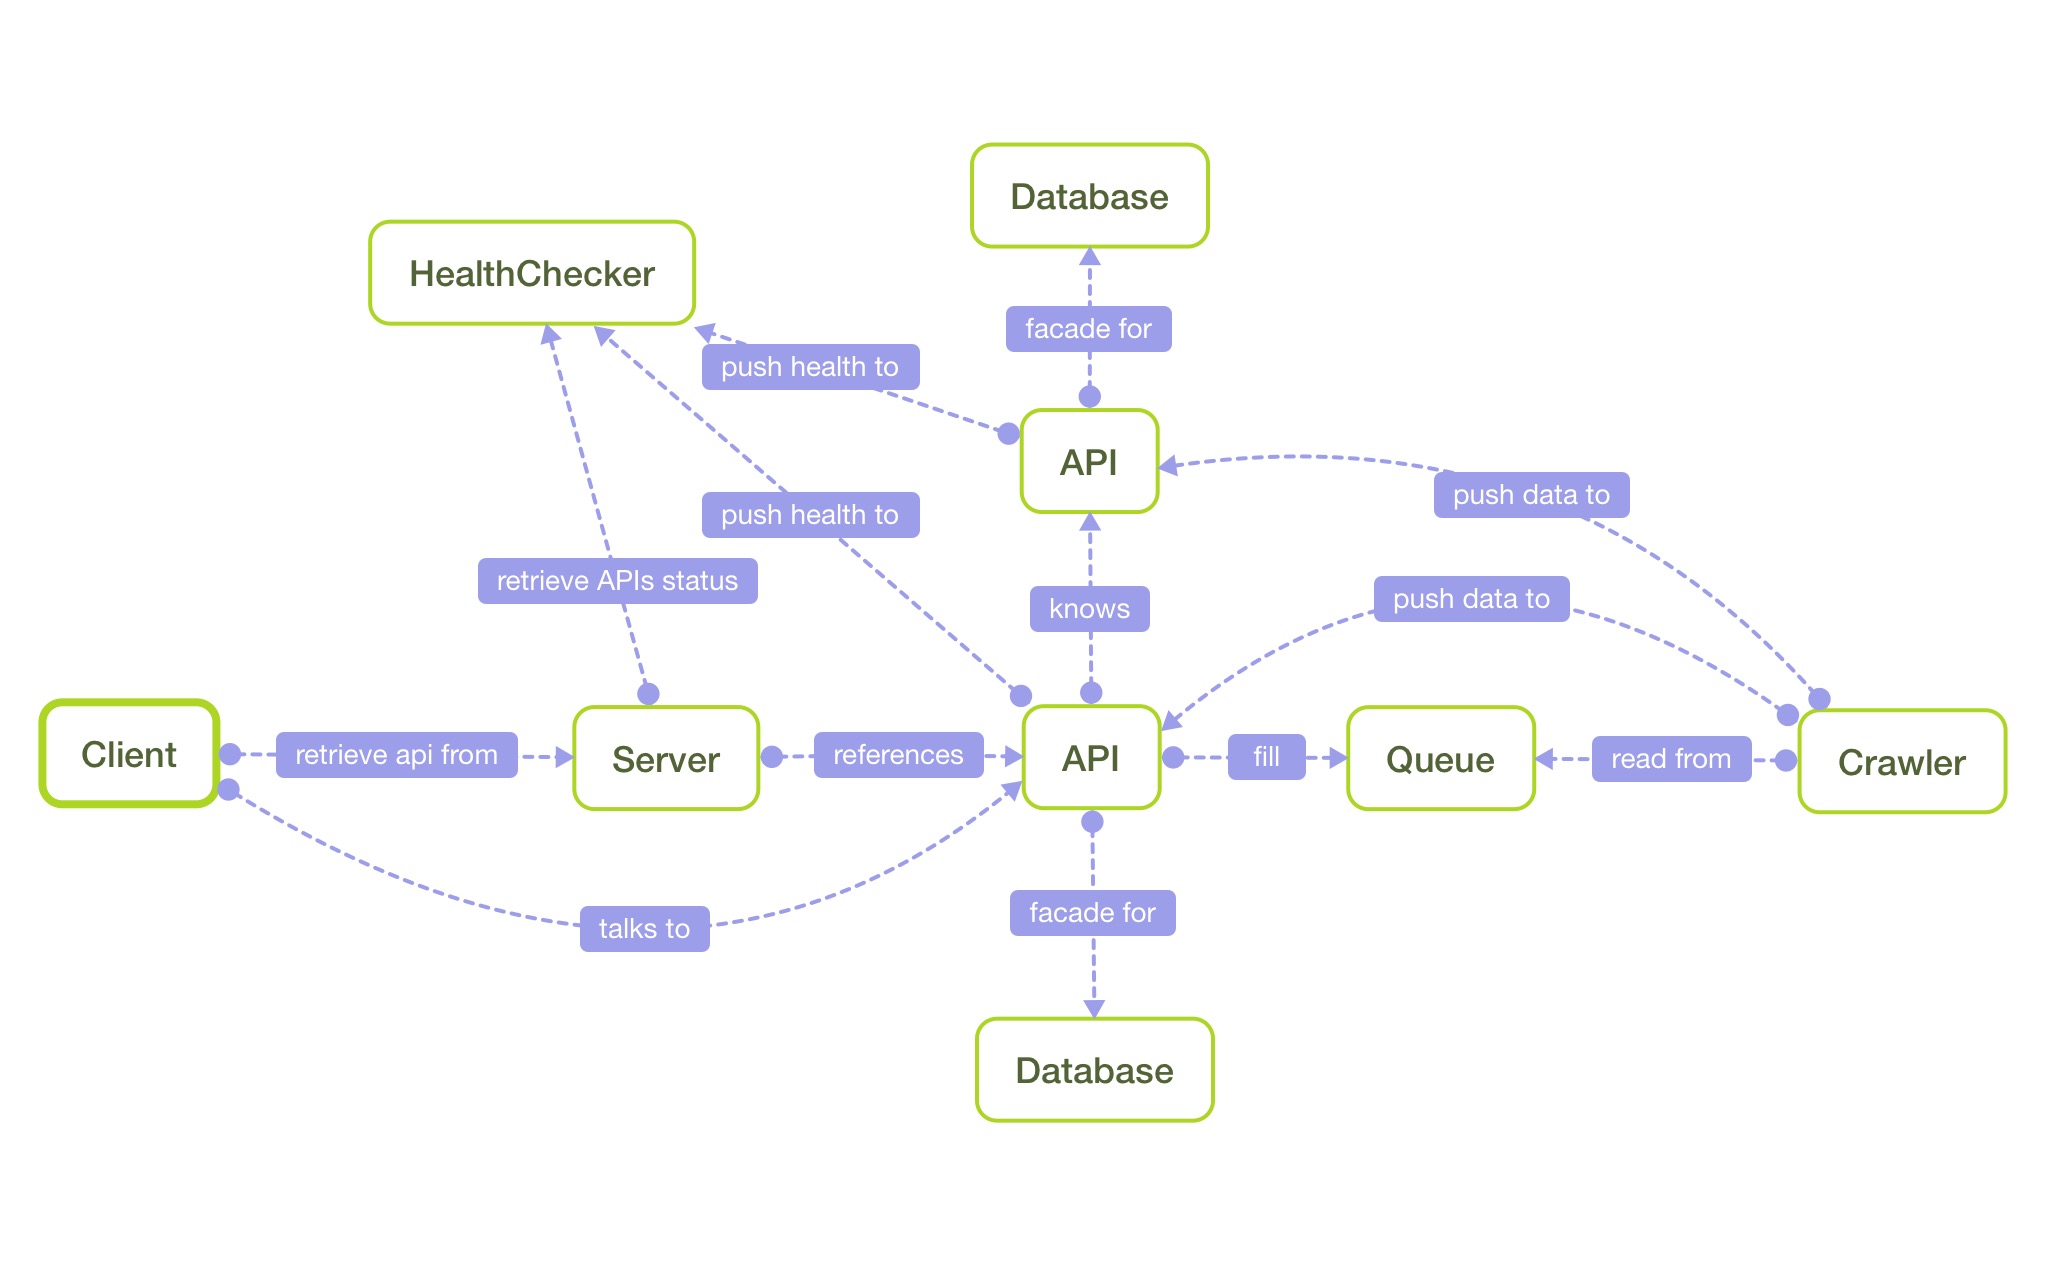 Database
HealthChecker
facade for
push health to
API
push data to
push health to
retrieve APIs status
knows
push data to
Client
retrieve api from
Server
references
API
fill
Queue
read from
Crawler
talks to
facade for
Database